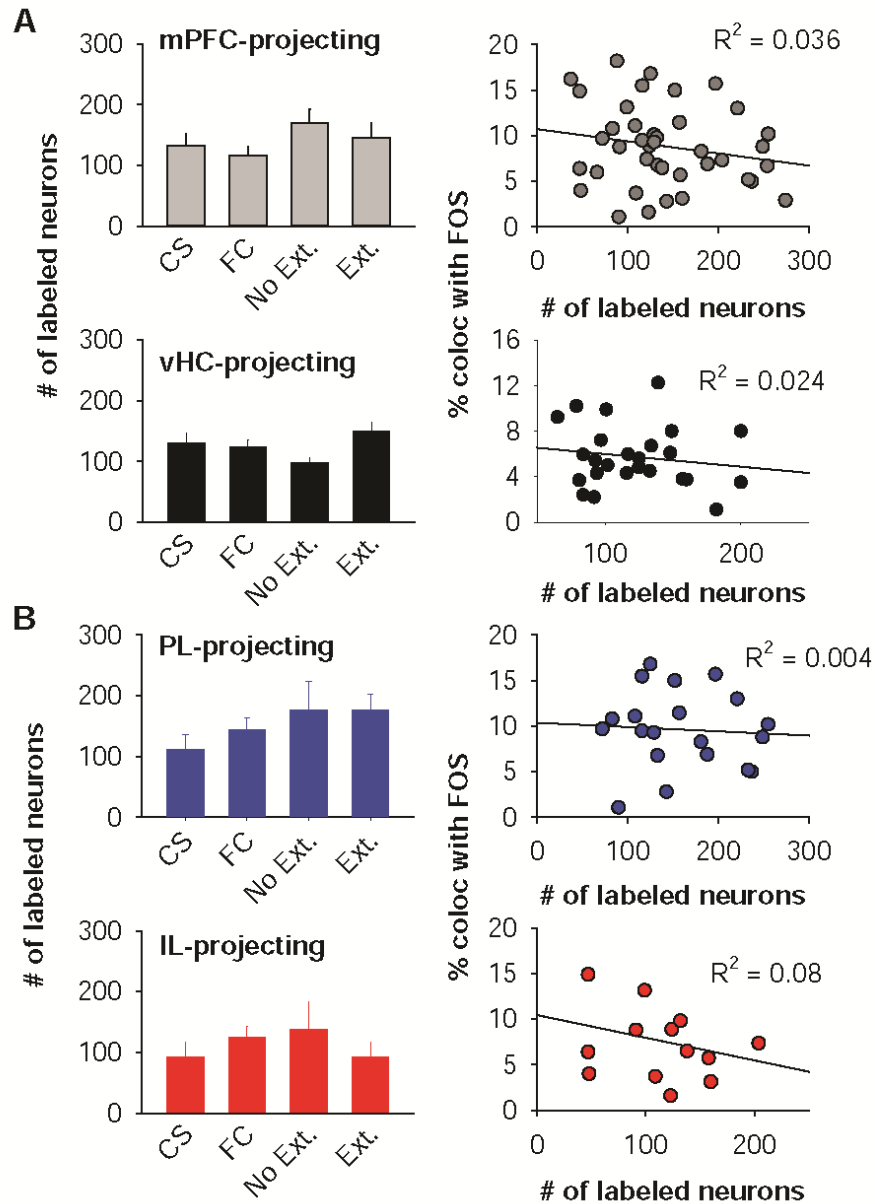 A
mPFC-projecting
300
200
100
0
CS
FC
No Ext.
Ext.
# of labeled neurons
R² = 0.036
20
15
10
5
0
0
100
200
300
# of labeled neurons
% coloc with FOS
vHC-projecting
300
200
100
0
CS
FC
No Ext.
Ext.
R² = 0.024
16
12
8
4
0
100
200
# of labeled neurons
B
PL-projecting
300
200
100
0
CS
FC
No Ext.
Ext.
# of labeled neurons
R² = 0.004
20
15
10
5
0
0
100
200
300
# of labeled neurons
% coloc with FOS
IL-projecting
300
200
100
0
CS
FC
No Ext.
Ext.
R² = 0.08
20
15
10
5
0
0
100
200
# of labeled neurons